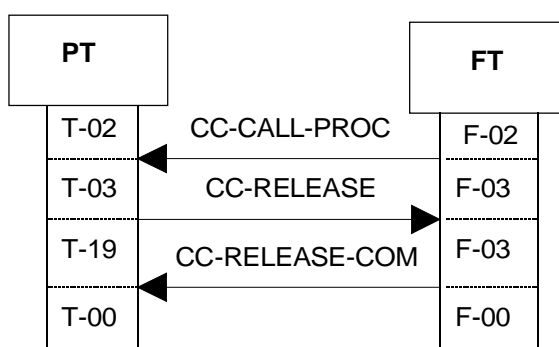 PT
FT
T-02 CC-CALL-PROC F-02
T-03 CC-RELEASE F-03
T-19 CC-RELEASE-COM F-03
T-00 F-00